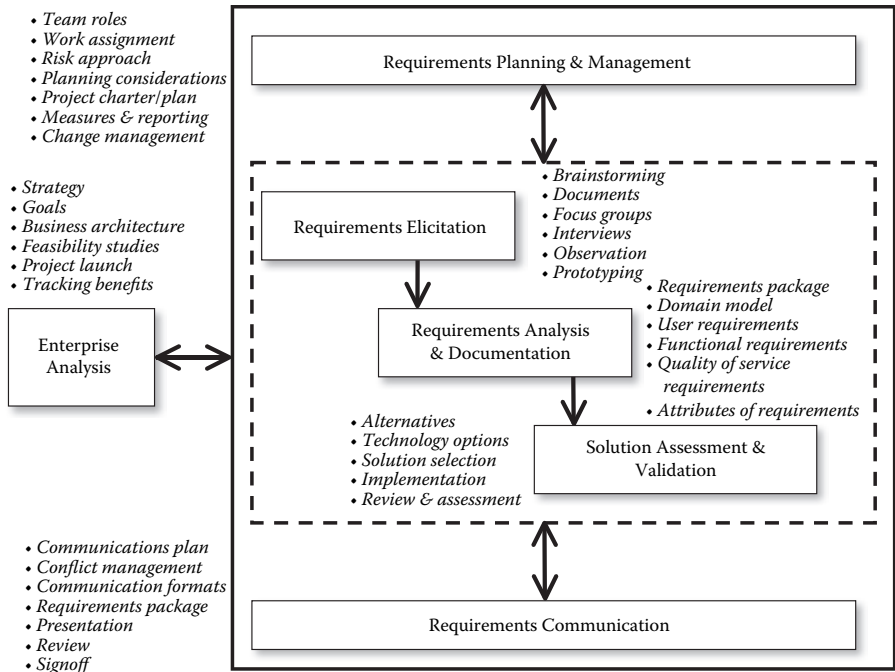 • Team roles
• Work assignment
• Risk approach
• Planning considerations
• Project charter/plan
• Measures & reporting
• Change management
Requirements Planning & Management
• Strategy
• Goals
• Business architecture
• Feasibility studies
• Project launch
• Tracking benefits
Enterprise
Analysis
Requirements Elicitation
• Brainstorming
• Documents
• Focus groups
• Interviews
• Observation
• Prototyping
Requirements Analysis
& Documentation
• Requirements package
• Domain model
• User requirements
• Functional requirements
• Quality of service
requirements
• Attributes of requirements
• Alternatives
• Technology options
• Solution selection
• Implementation
• Review & assessment
Solution Assessment &
Validation
• Communications plan
• Conflict management
• Communication formats
• Requirements package
• Presentation
• Review
• Signoff
Requirements Communication